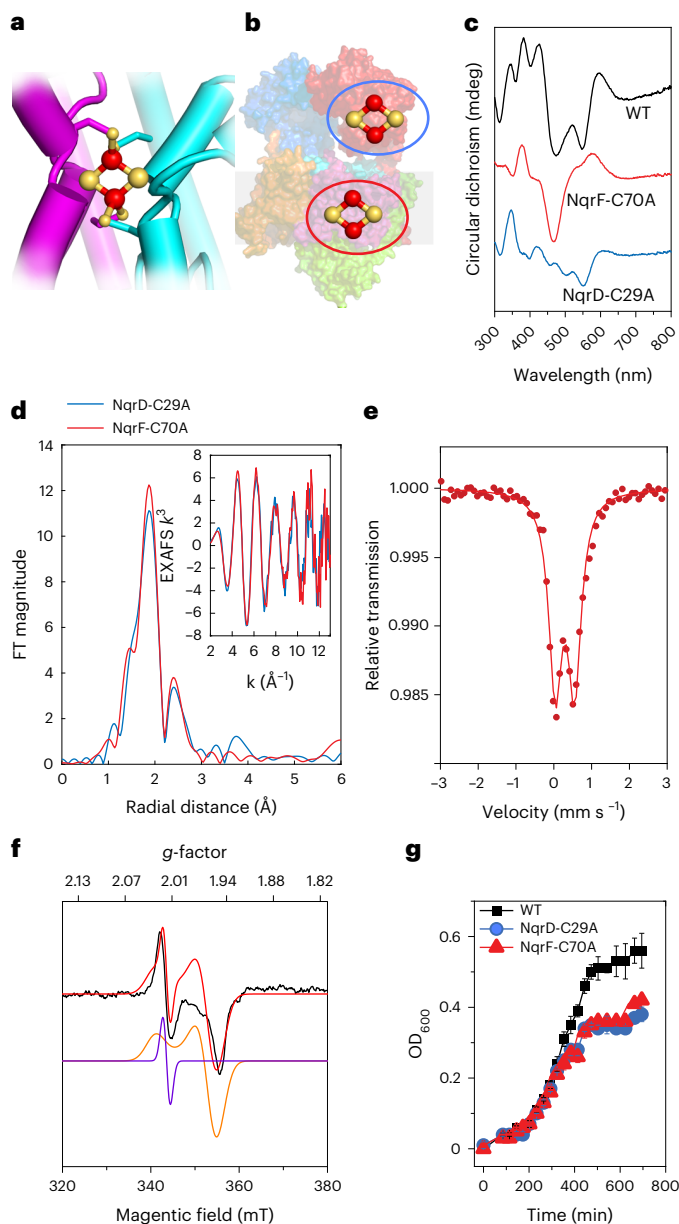 a
b
c
Circular dichroism (mdeg)
WT
NqrF-C70A
NqrD-C29A
300
400
500
600
700
800
Wavelength (nm)
d
NqrD-C29A
NqrF-C70A
14
12
10
8
6
4
2
0
FT magnitude
0 1 2 3 4 5 6
Radial distance (Å)
8
6
4
2
0
−2
−4
−6
−8
EXAFS k³
2 4 6 8 10 12
k (Å⁻¹)
e
1.000
0.995
0.990
0.985
Relative transmission
−3 −2 −1 0 1 2 3
Velocity (mm s⁻¹)
f
g-factor
2.13 2.07 2.01 1.94 1.88 1.82
320 340 360 380
Magentic field (mT)
g
WT
NqrD-C29A
NqrF-C70A
0.6
0.4
0.2
0
OD₆₀₀
0 200 400 600 800
Time (min)